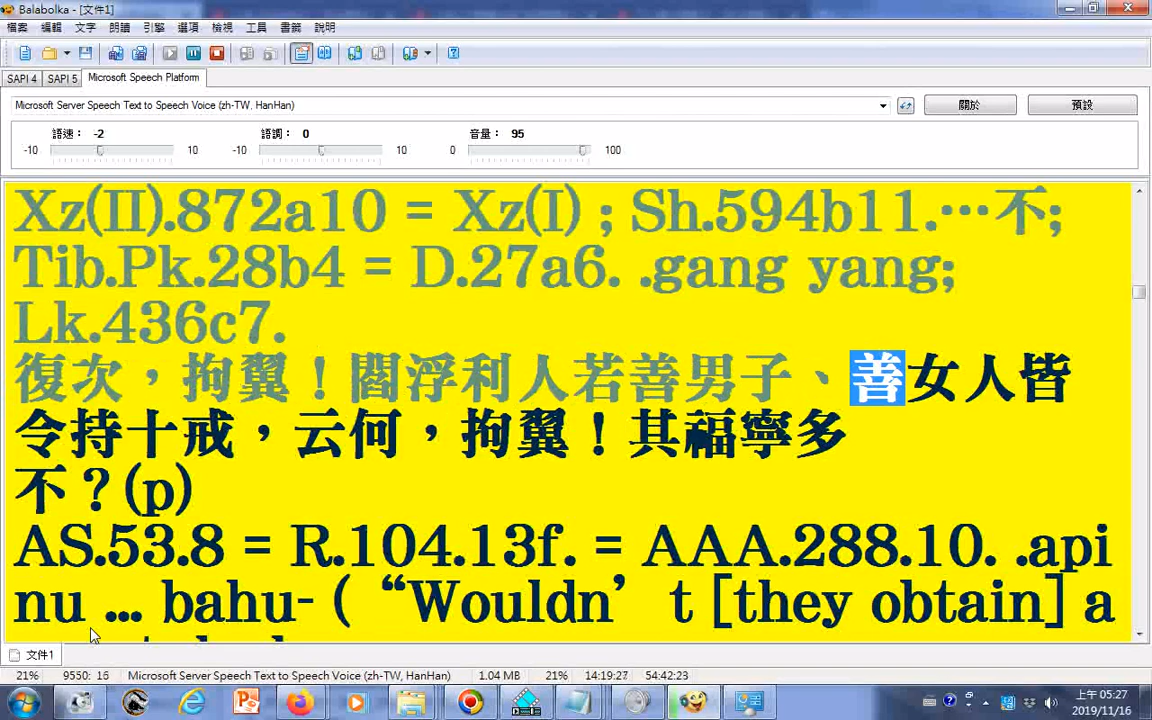 Balabolka - [文件1]
檔案 編輯 文字 朗讀 引擎 選項 檢視 工具 書籤 說明
SAPI 4 SAPI 5 Microsoft Speech Platform
Microsoft Server Speech Text to Speech Voice (zh-TW, HanHan) 關於 預設
語速： -2 語調： 0 音量： 95
-10 10 -10 10 0 100
Xz(II).872a10 = Xz(I) ; Sh.594b11.…不;
Tib.Pk.28b4 = D.27a6. .gang yang;
Lk.436c7.
復次，拘翼！閻浮利人若善男子、善女人皆
令持十戒，云何，拘翼！其福寧多
不？(p)
AS.53.8 = R.104.13f. = AAA.288.10. .api
nu ... bahu- (“Wouldn’t [they obtain] a
文件1
21% 9550: 16 Microsoft Server Speech Text to Speech Voice (zh-TW, HanHan) 1.04 MB 21% 14:19:27 54:42:23
上午 05:27
2019/11/16